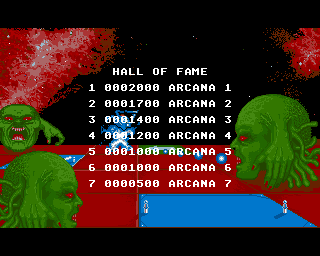 HALL OF FAME
1 0002000 ARCANA 1
2 0001700 ARCANA 2
3 0001400 ARCANA 3
4 0001200 ARCANA 4
5 0001000 ARCANA 5
6 0001000 ARCANA 6
7 0000500 ARCANA 7